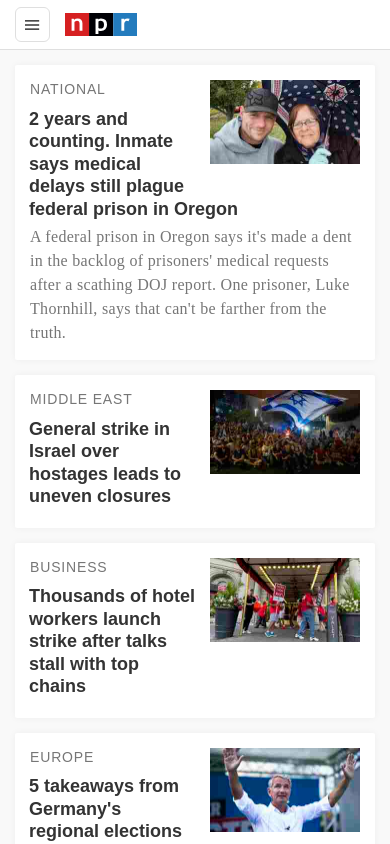 npr
NATIONAL
2 years and
counting. Inmate
says medical
delays still plague
federal prison in Oregon
A federal prison in Oregon says it's made a dent
in the backlog of prisoners' medical requests
after a scathing DOJ report. One prisoner, Luke
Thornhill, says that can't be farther from the
truth.
MIDDLE EAST
General strike in
Israel over
hostages leads to
uneven closures
BUSINESS
Thousands of hotel
workers launch
strike after talks
stall with top
chains
EUROPE
5 takeaways from
Germany's
regional elections